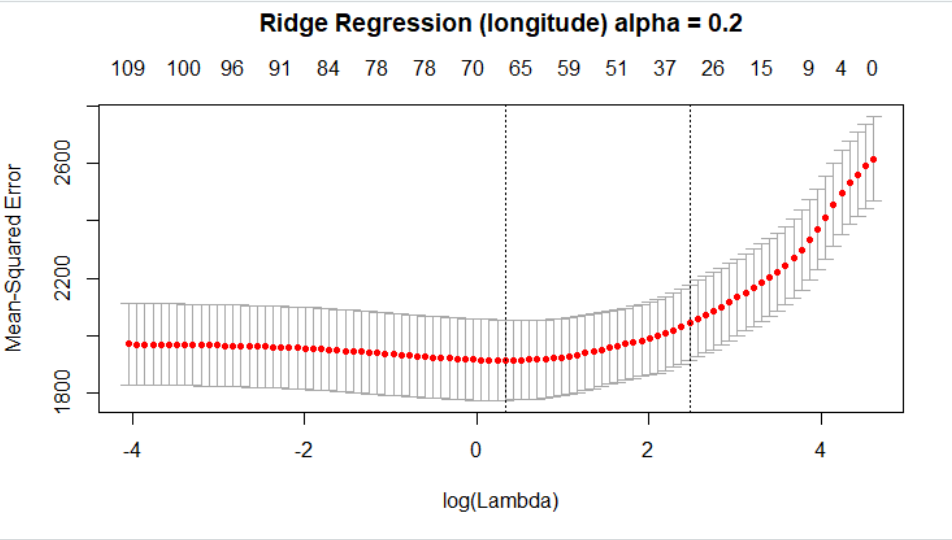 Ridge Regression (longitude) alpha = 0.2
109 100 96 91 84 78 78 70 65 59 51 37 26 15 9 4 0
Mean-Squared Error
2600
2200
1800
-4 -2 0 2 4
log(Lambda)